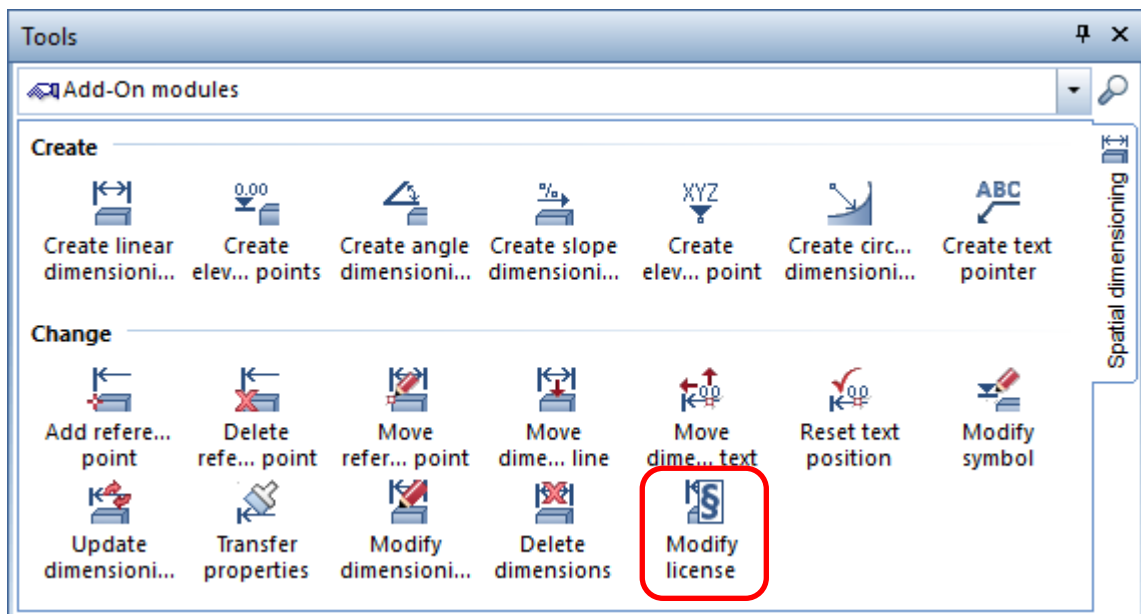 Tools
Add-On modules
Create
0.00
%
XYZ
ABC
Create linear Create Create angle Create slope Create Create circ... Create text
dimensioni... elev... points dimensioni... dimensioni... elev... point dimensioni... pointer
Spatial dimensioning
Change
Add refere... Delete Move Move Move Reset text Modify
point refe... point refer... point dime... line dime... text position symbol
§
Update Transfer Modify Delete Modify
dimensioni... properties dimensioni... dimensions license